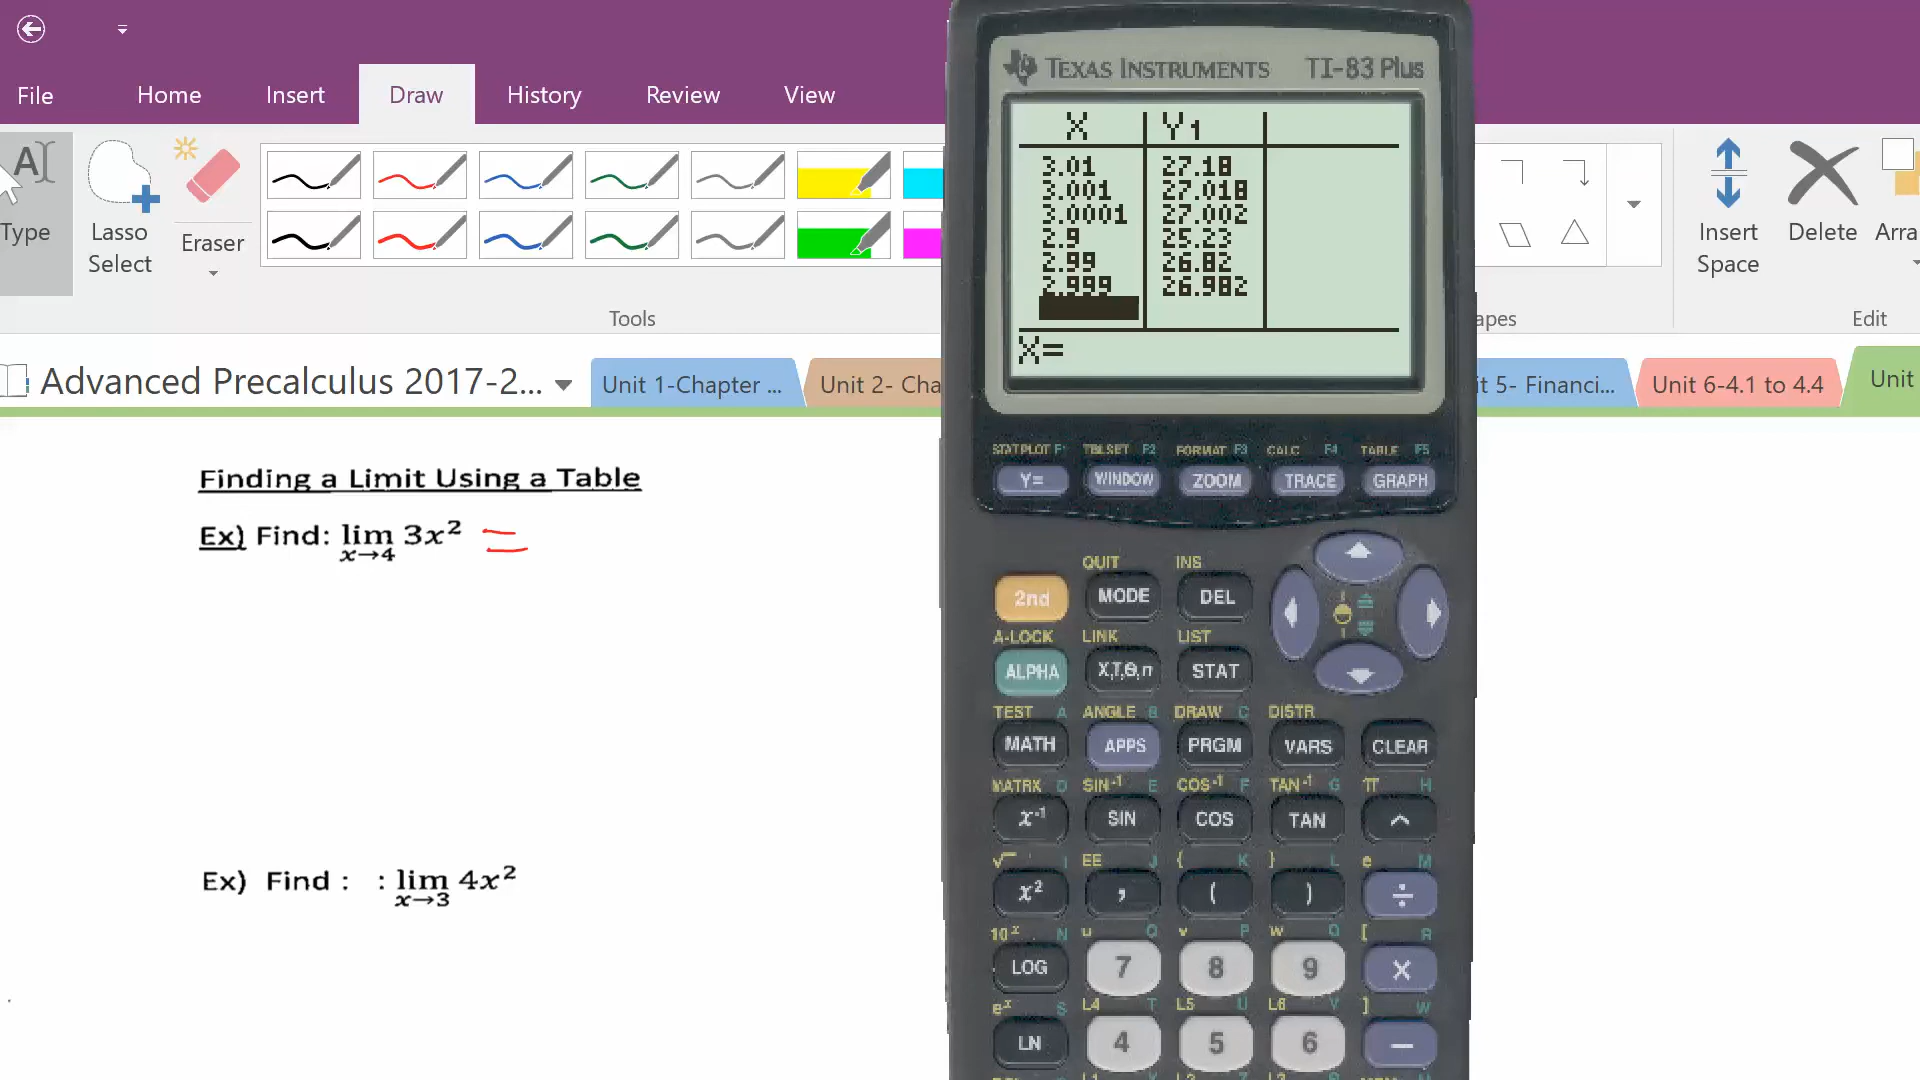 File Home Insert Draw History Review View
Type
Lasso Select
Eraser
Tools
Insert Space
Delete
Arra
apes
Edit
Advanced Precalculus 2017-2...
Unit 1-Chapter ...
Unit 2- Cha
it 5- Financi...
Unit 6-4.1 to 4.4
Unit
Finding a Limit Using a Table
Ex) Find: lim x→4 3x² =
Ex) Find : : lim x→3 4x²
TEXAS INSTRUMENTS TI-83 Plus
X Y₁
3.01 27.18
3.001 27.018
3.0001 27.002
2.9 25.23
2.99 26.82
2.999 26.982
X=
STAT PLOT F1 TBLSET F2 FORMAT F3 CALC F4 TABLE F5
Y= WINDOW ZOOM TRACE GRAPH
QUIT INS
2nd MODE DEL
A-LOCK LINK LIST
ALPHA X,T,Θ,n STAT
TEST A ANGLE B DRAW C DISTR
MATH APPS PRGM VARS CLEAR
MATRX D SIN⁻¹ E COS⁻¹ F TAN⁻¹ G π H
x⁻¹ SIN COS TAN ^
√ I EE J { K } L e M
x² , ( ) ÷
10ˣ N u O v P w Q [ R
LOG 7 8 9 ×
eˣ S L4 T L5 U L6 V ] W
LN 4 5 6 −